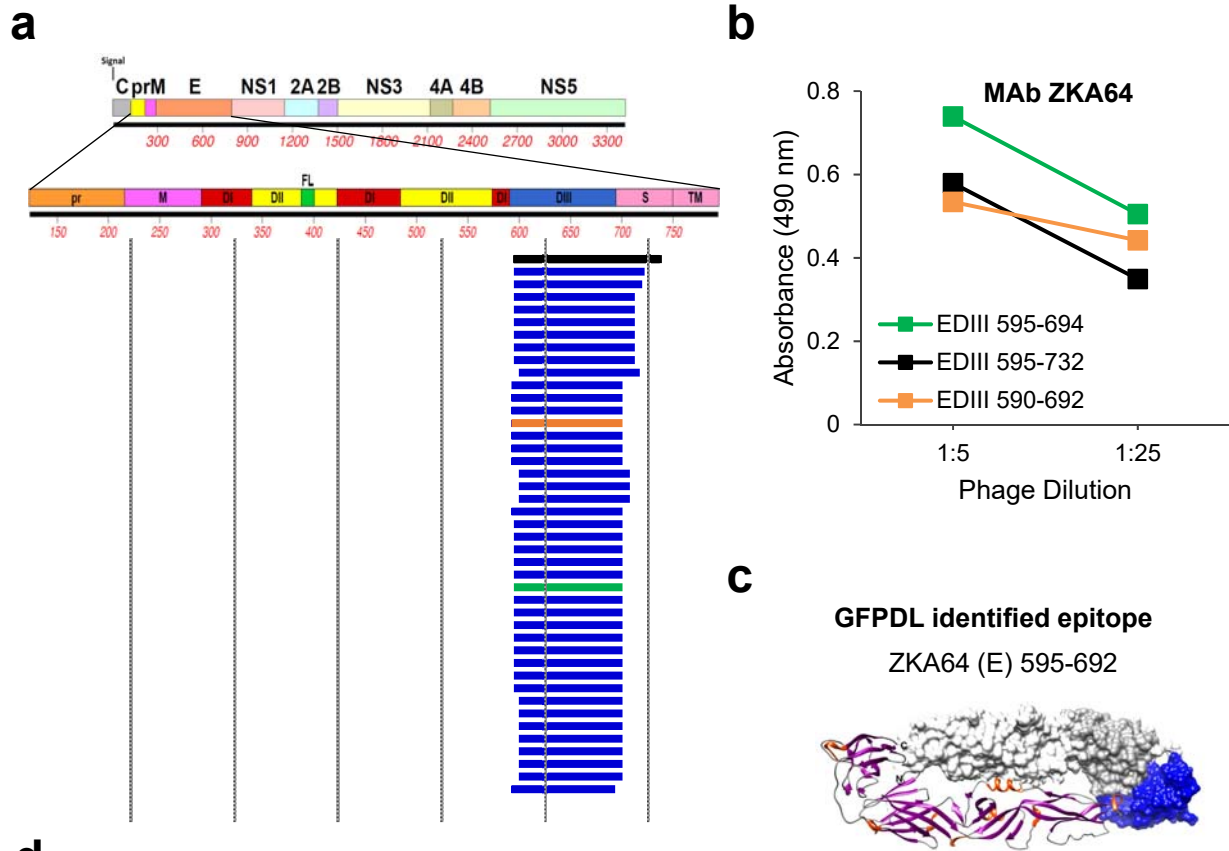 a
Signal
C prM E NS1 2A 2B NS3 4A 4B NS5
300 600 900 1200 1500 1800 2100 2400 2700 3000 3300
FL
pr M DI DII DI DII DI DIII S TM
150 200 250 300 350 400 450 500 550 600 650 700 750
b
MAb ZKA64
Absorbance (490 nm)
0.8
0.6
0.4
0.2
0
EDIII 595-694
EDIII 595-732
EDIII 590-692
1:5 1:25
Phage Dilution
c
GFPDL identified epitope
ZKA64 (E) 595-692
C
N